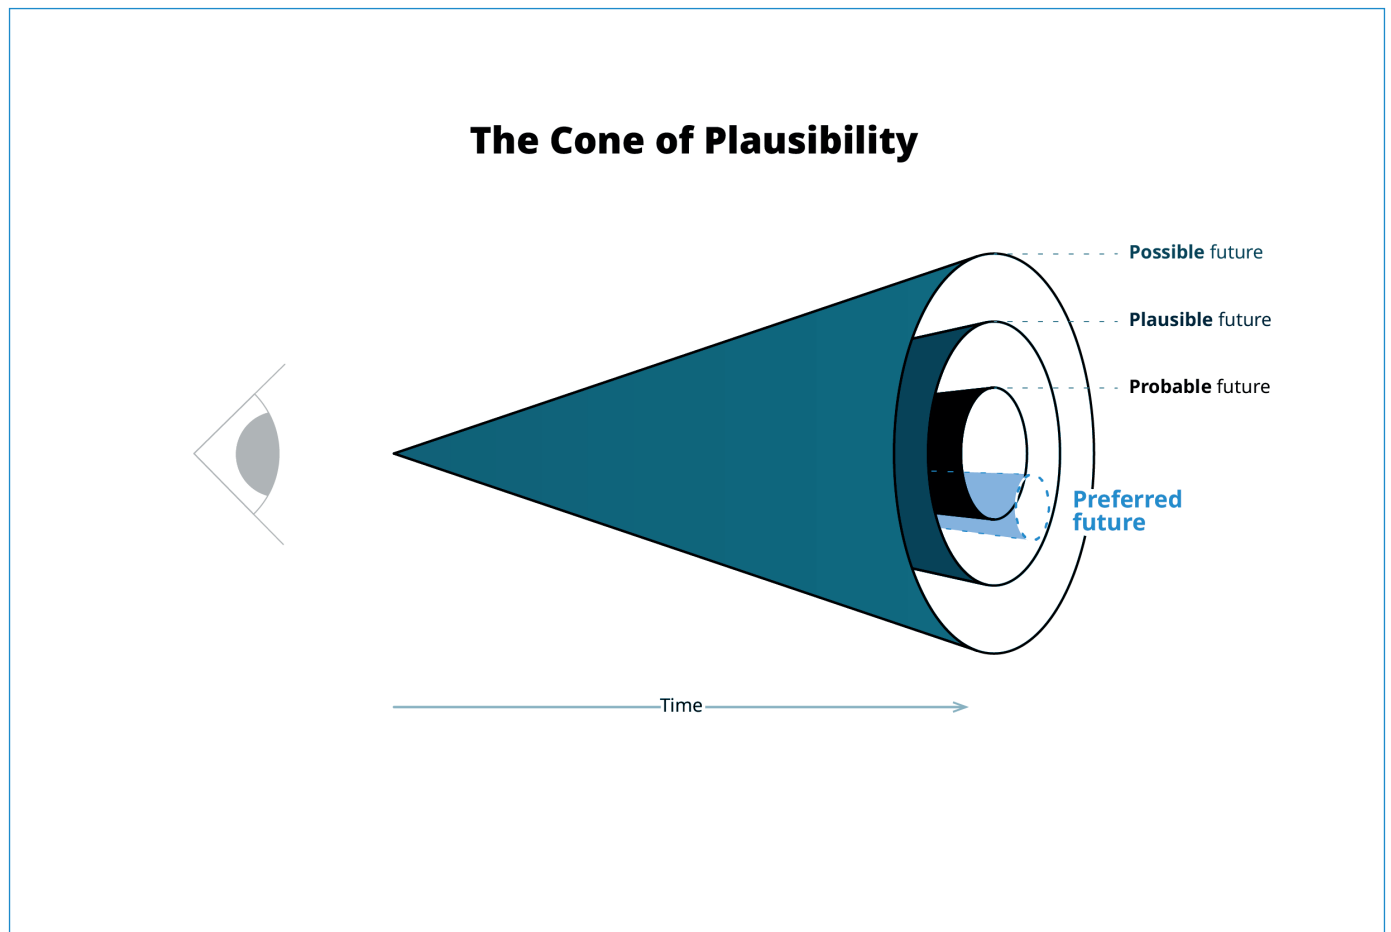 The Cone of Plausibility
Possible future
Plausible future
Probable future
Preferred
future
Time